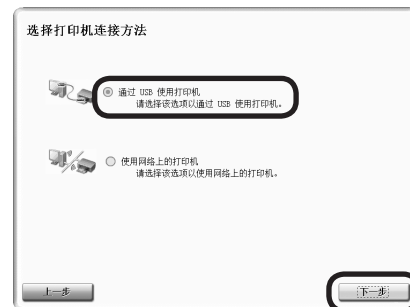 选择打印机连接方法
通过 USB 使用打印机
请选择该选项以通过 USB 使用打印机。
使用网络上的打印机
请选择该选项以使用网络上的打印机。
上一步
下一步